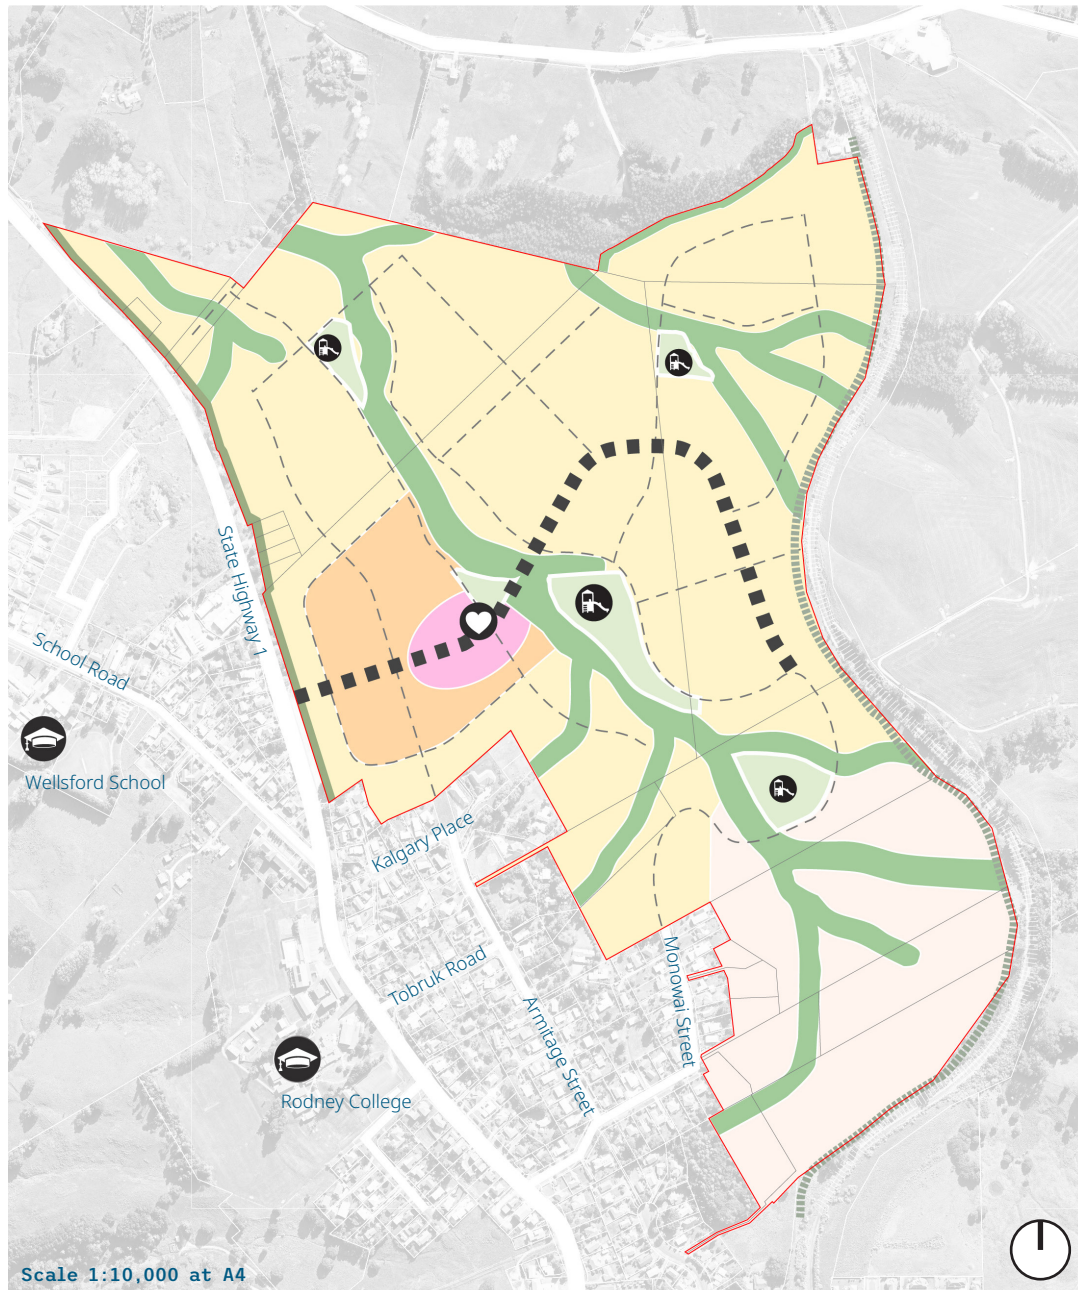 State Highway 1
School Road
Wellsford School
Kalgary Place
Tobruk Road
Monowai Street
Armitage Street
Rodney College
Scale 1:10,000 at A4